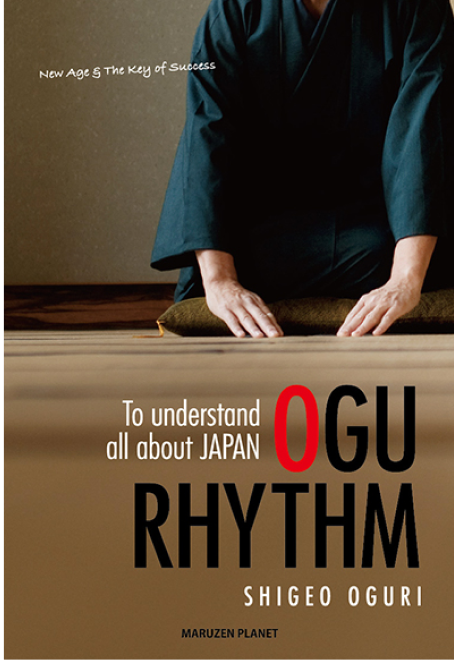 New Age & The Key of Success
To understand
all about JAPAN
OGU
RHYTHM
SHIGEO OGURI
MARUZEN PLANET